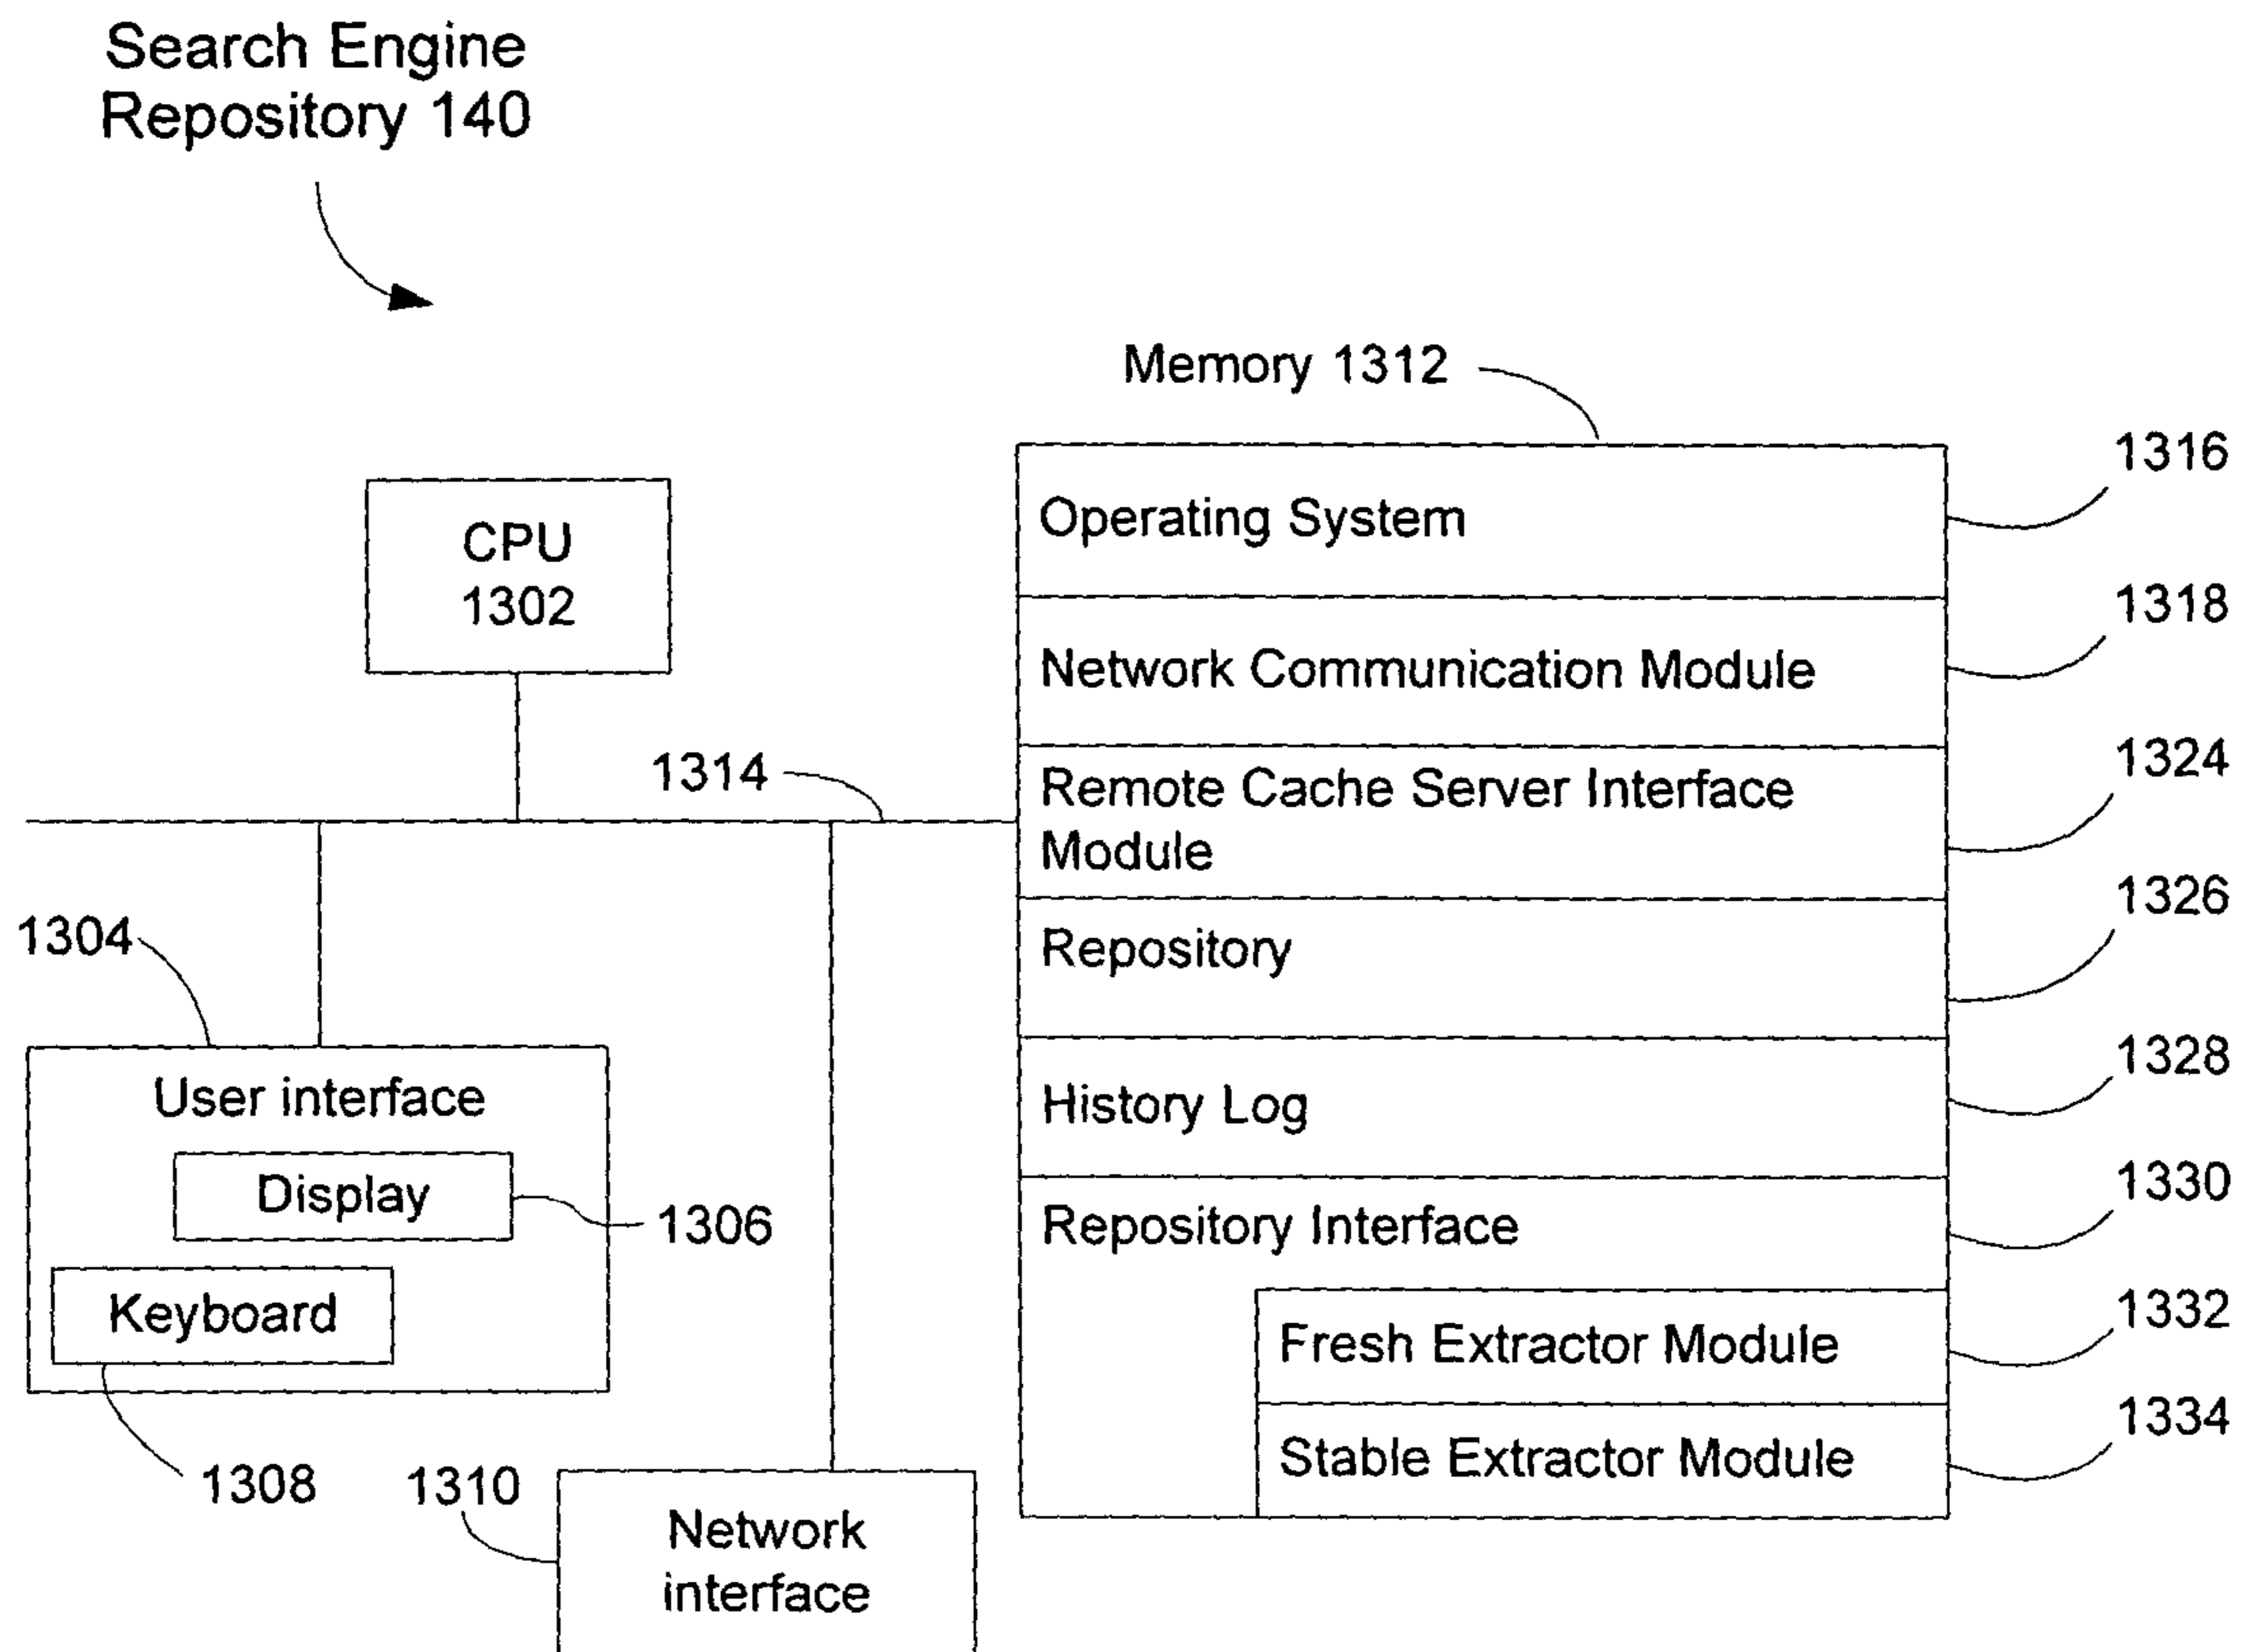 Search Engine
Repository 140
Memory 1312
1316
Operating System
CPU
1302
1318
Network Communication Module
1314
1324
Remote Cache Server Interface
Module
1326
Repository
1304
1328
History Log
User interface
1330
Repository Interface
Display
1306
Keyboard
1332
Fresh Extractor Module
1334
Stable Extractor Module
1308
1310
Network
interface